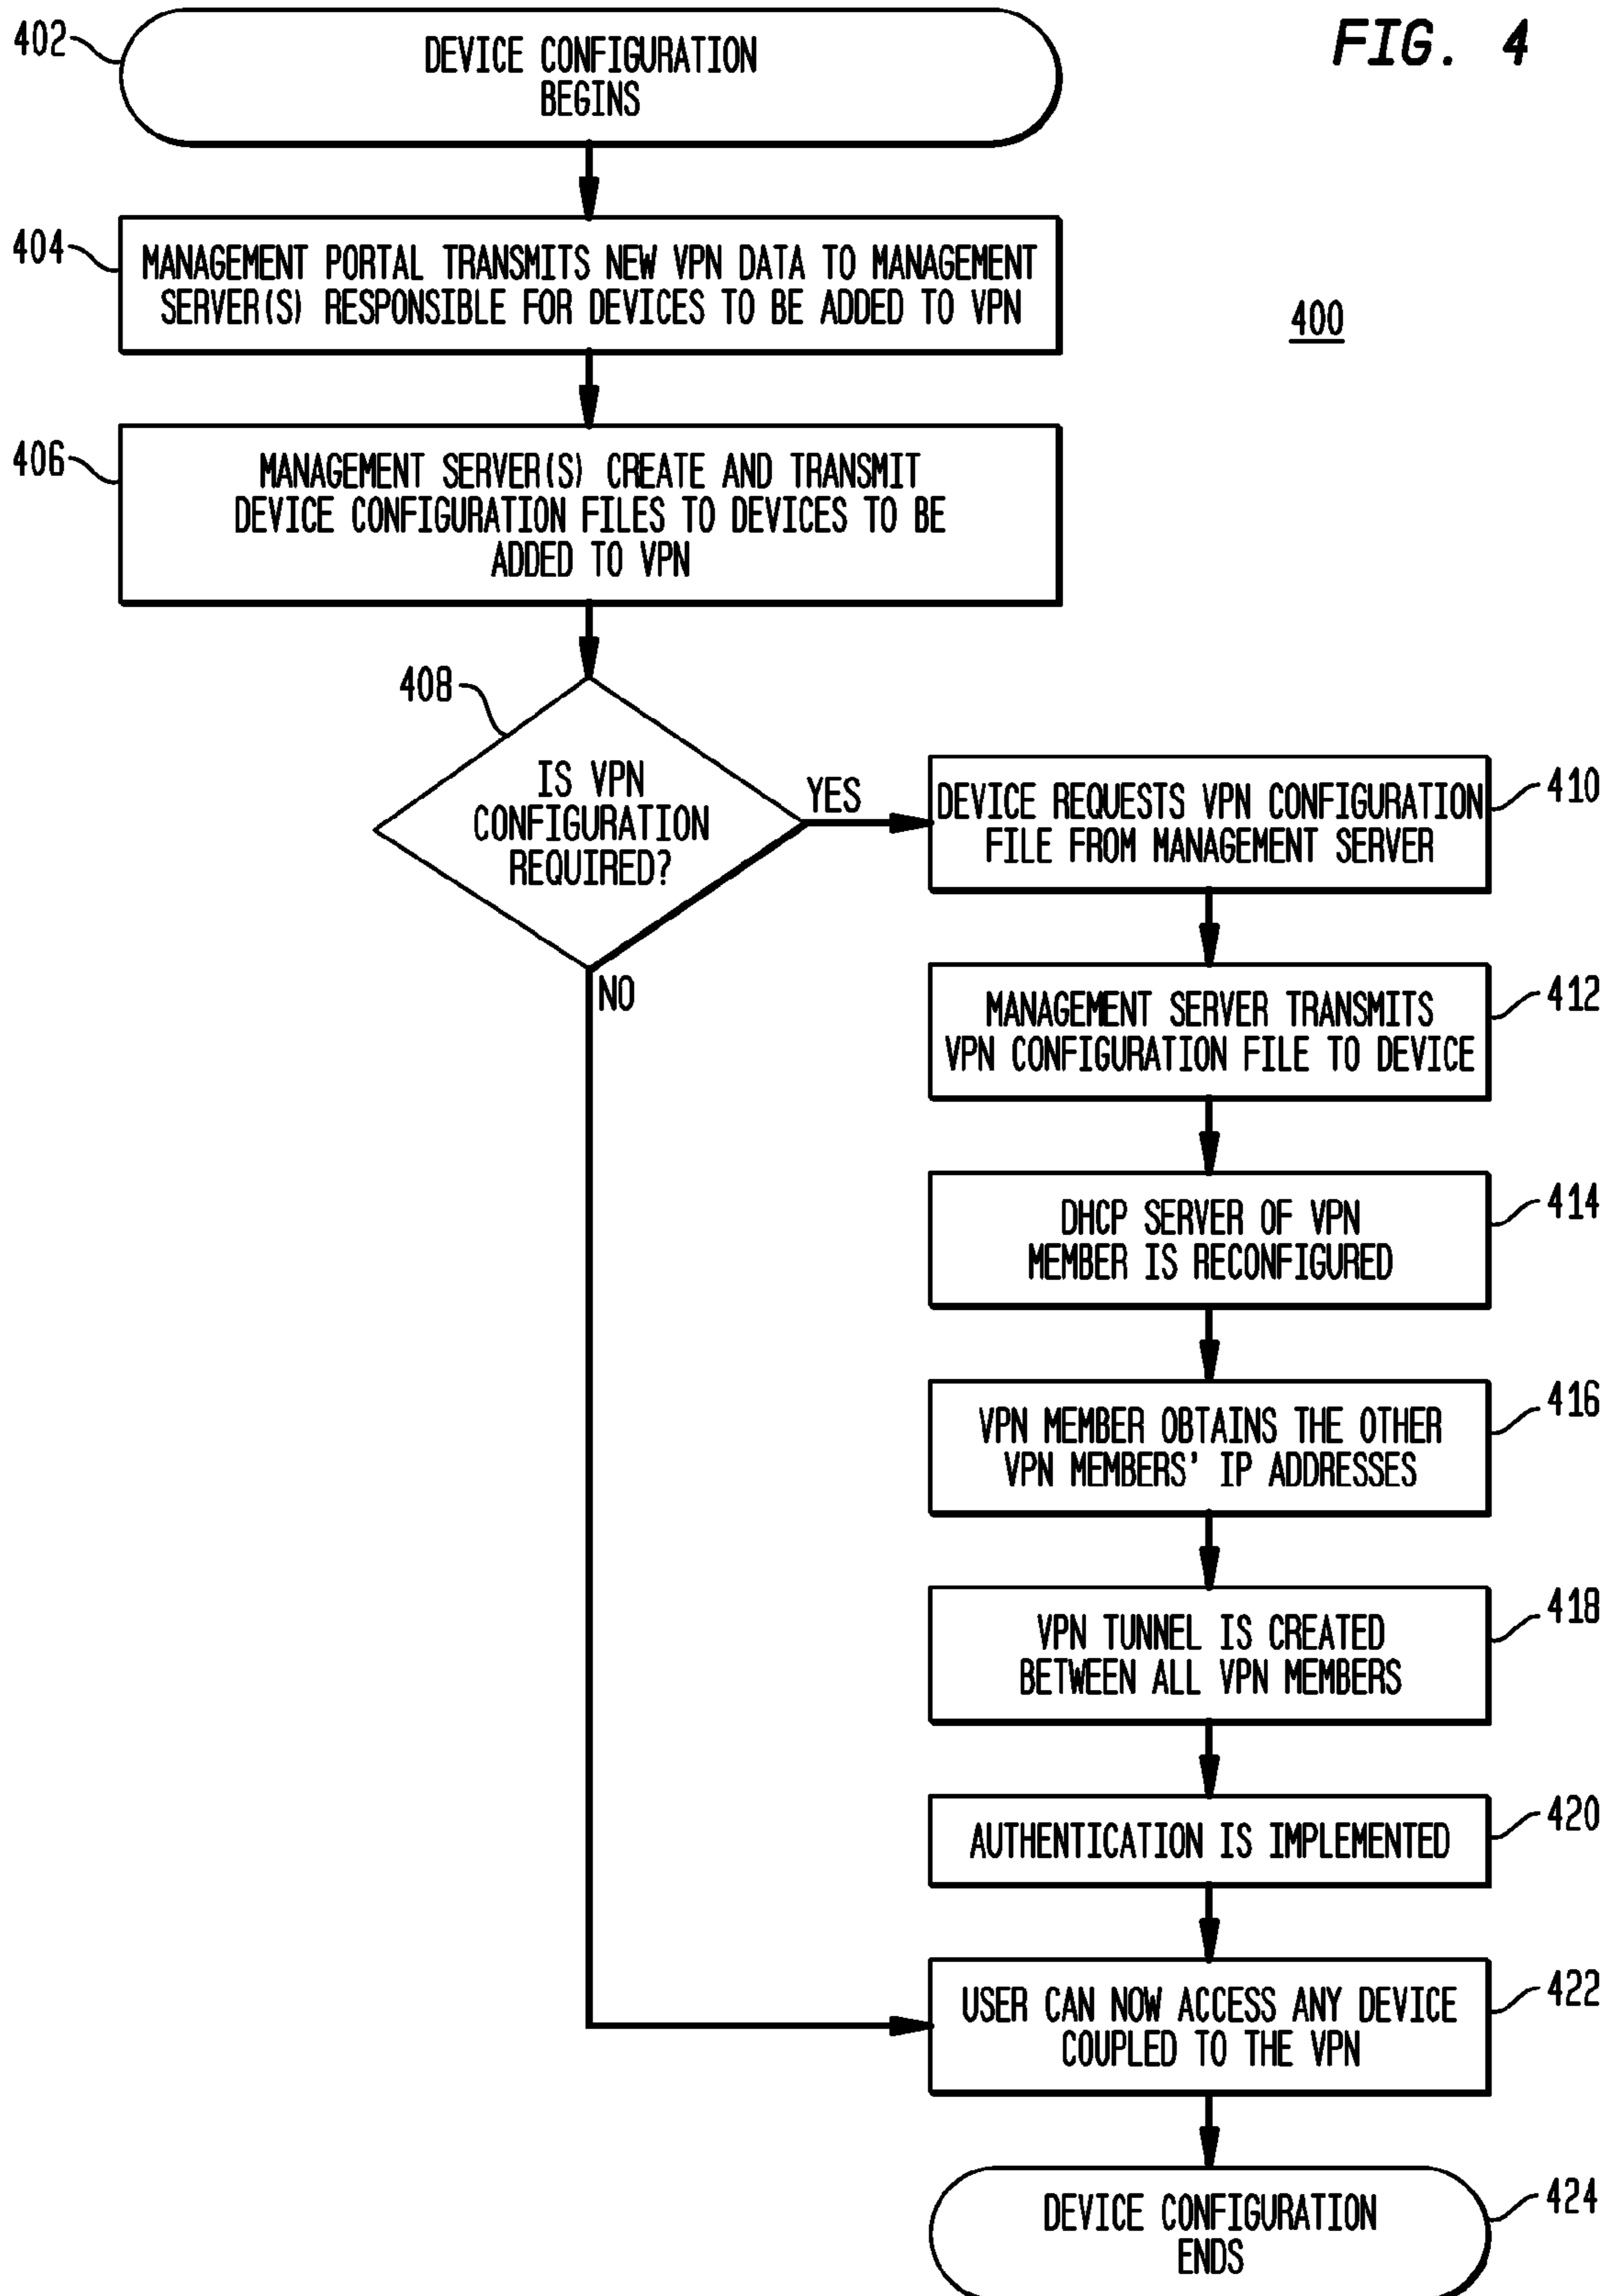 FIG. 4
402
DEVICE CONFIGURATION
BEGINS
404
MANAGEMENT PORTAL TRANSMITS NEW VPN DATA TO MANAGEMENT
SERVER(S) RESPONSIBLE FOR DEVICES TO BE ADDED TO VPN
400
406
MANAGEMENT SERVER(S) CREATE AND TRANSMIT
DEVICE CONFIGURATION FILES TO DEVICES TO BE
ADDED TO VPN
408
IS VPN
CONFIGURATION
REQUIRED?
YES
NO
410
DEVICE REQUESTS VPN CONFIGURATION
FILE FROM MANAGEMENT SERVER
412
MANAGEMENT SERVER TRANSMITS
VPN CONFIGURATION FILE TO DEVICE
414
DHCP SERVER OF VPN
MEMBER IS RECONFIGURED
416
VPN MEMBER OBTAINS THE OTHER
VPN MEMBERS' IP ADDRESSES
418
VPN TUNNEL IS CREATED
BETWEEN ALL VPN MEMBERS
420
AUTHENTICATION IS IMPLEMENTED
422
USER CAN NOW ACCESS ANY DEVICE
COUPLED TO THE VPN
424
DEVICE CONFIGURATION
ENDS